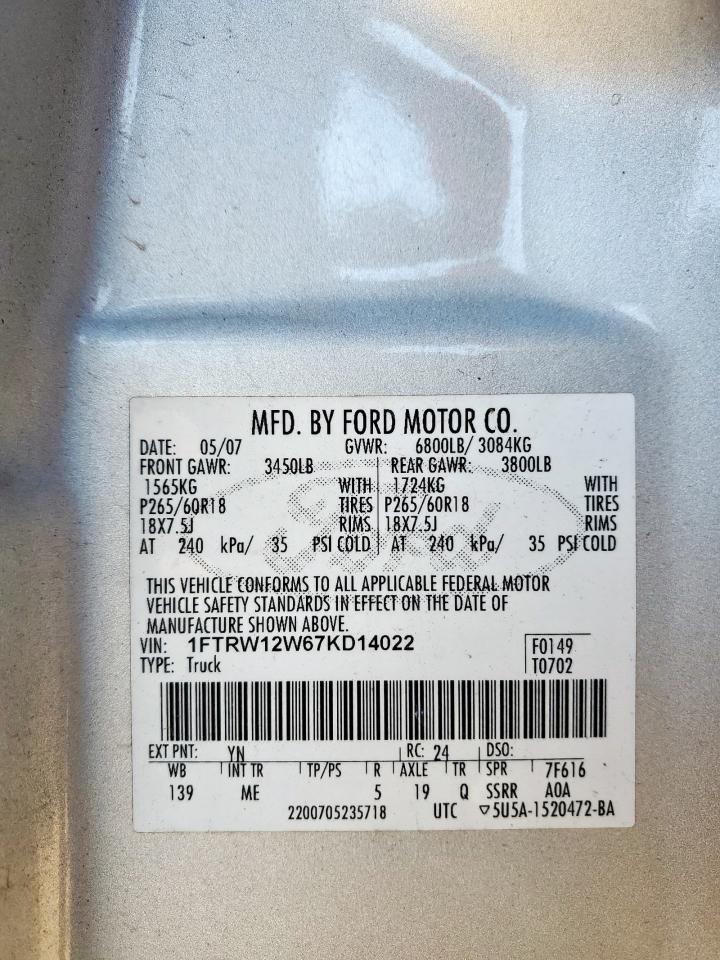 MFD. BY FORD MOTOR CO.
DATE: 05/07 GVWR: 6800LB/ 3084KG
FRONT GAWR: 3450LB REAR GAWR: 3800LB
1565KG WITH 1724KG WITH
P265/60R18 TIRES P265/60R18 TIRES
18X7.5J RIMS 18X7.5J RIMS
AT 240 kPa/ 35 PSI COLD AT 240 kPa/ 35 PSI COLD
THIS VEHICLE CONFORMS TO ALL APPLICABLE FEDERAL MOTOR
VEHICLE SAFETY STANDARDS IN EFFECT ON THE DATE OF
MANUFACTURE SHOWN ABOVE.
VIN: 1FTRW12W67KD14022 F0149
TYPE: Truck T0702
EXT PNT: YN RC: 24 DSO:
WB INT TR TP/PS R AXLE TR SPR 7F616
139 ME 5 19 Q SSRR A0A
2200705235718 UTC ▽5U5A-1520472-BA
Ford